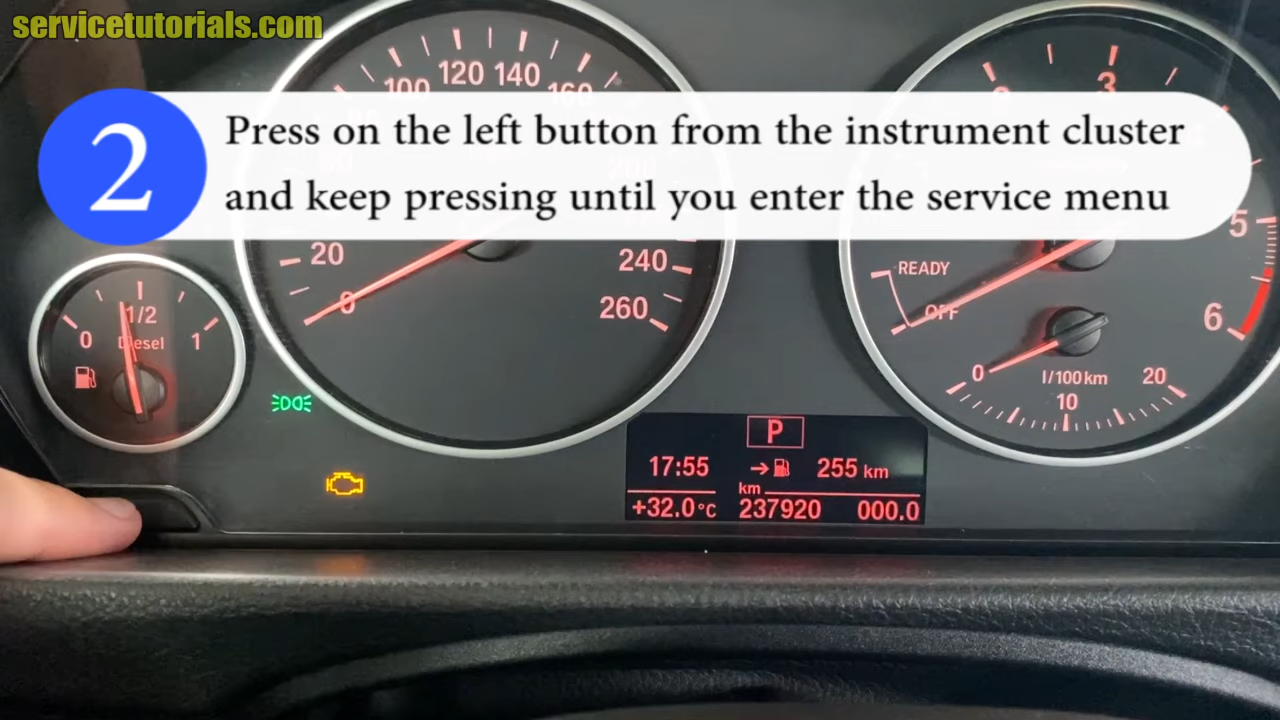 servicetutorials.com
120 140
100
160
3
2
Press on the left button from the instrument cluster
and keep pressing until you enter the service menu
20
0
240
260
READY
OFF
5
6
1/2
0
1
Diesel
0
l/100km
20
10
P
17:55
255 km
km
+32.0°C
237920
000.0